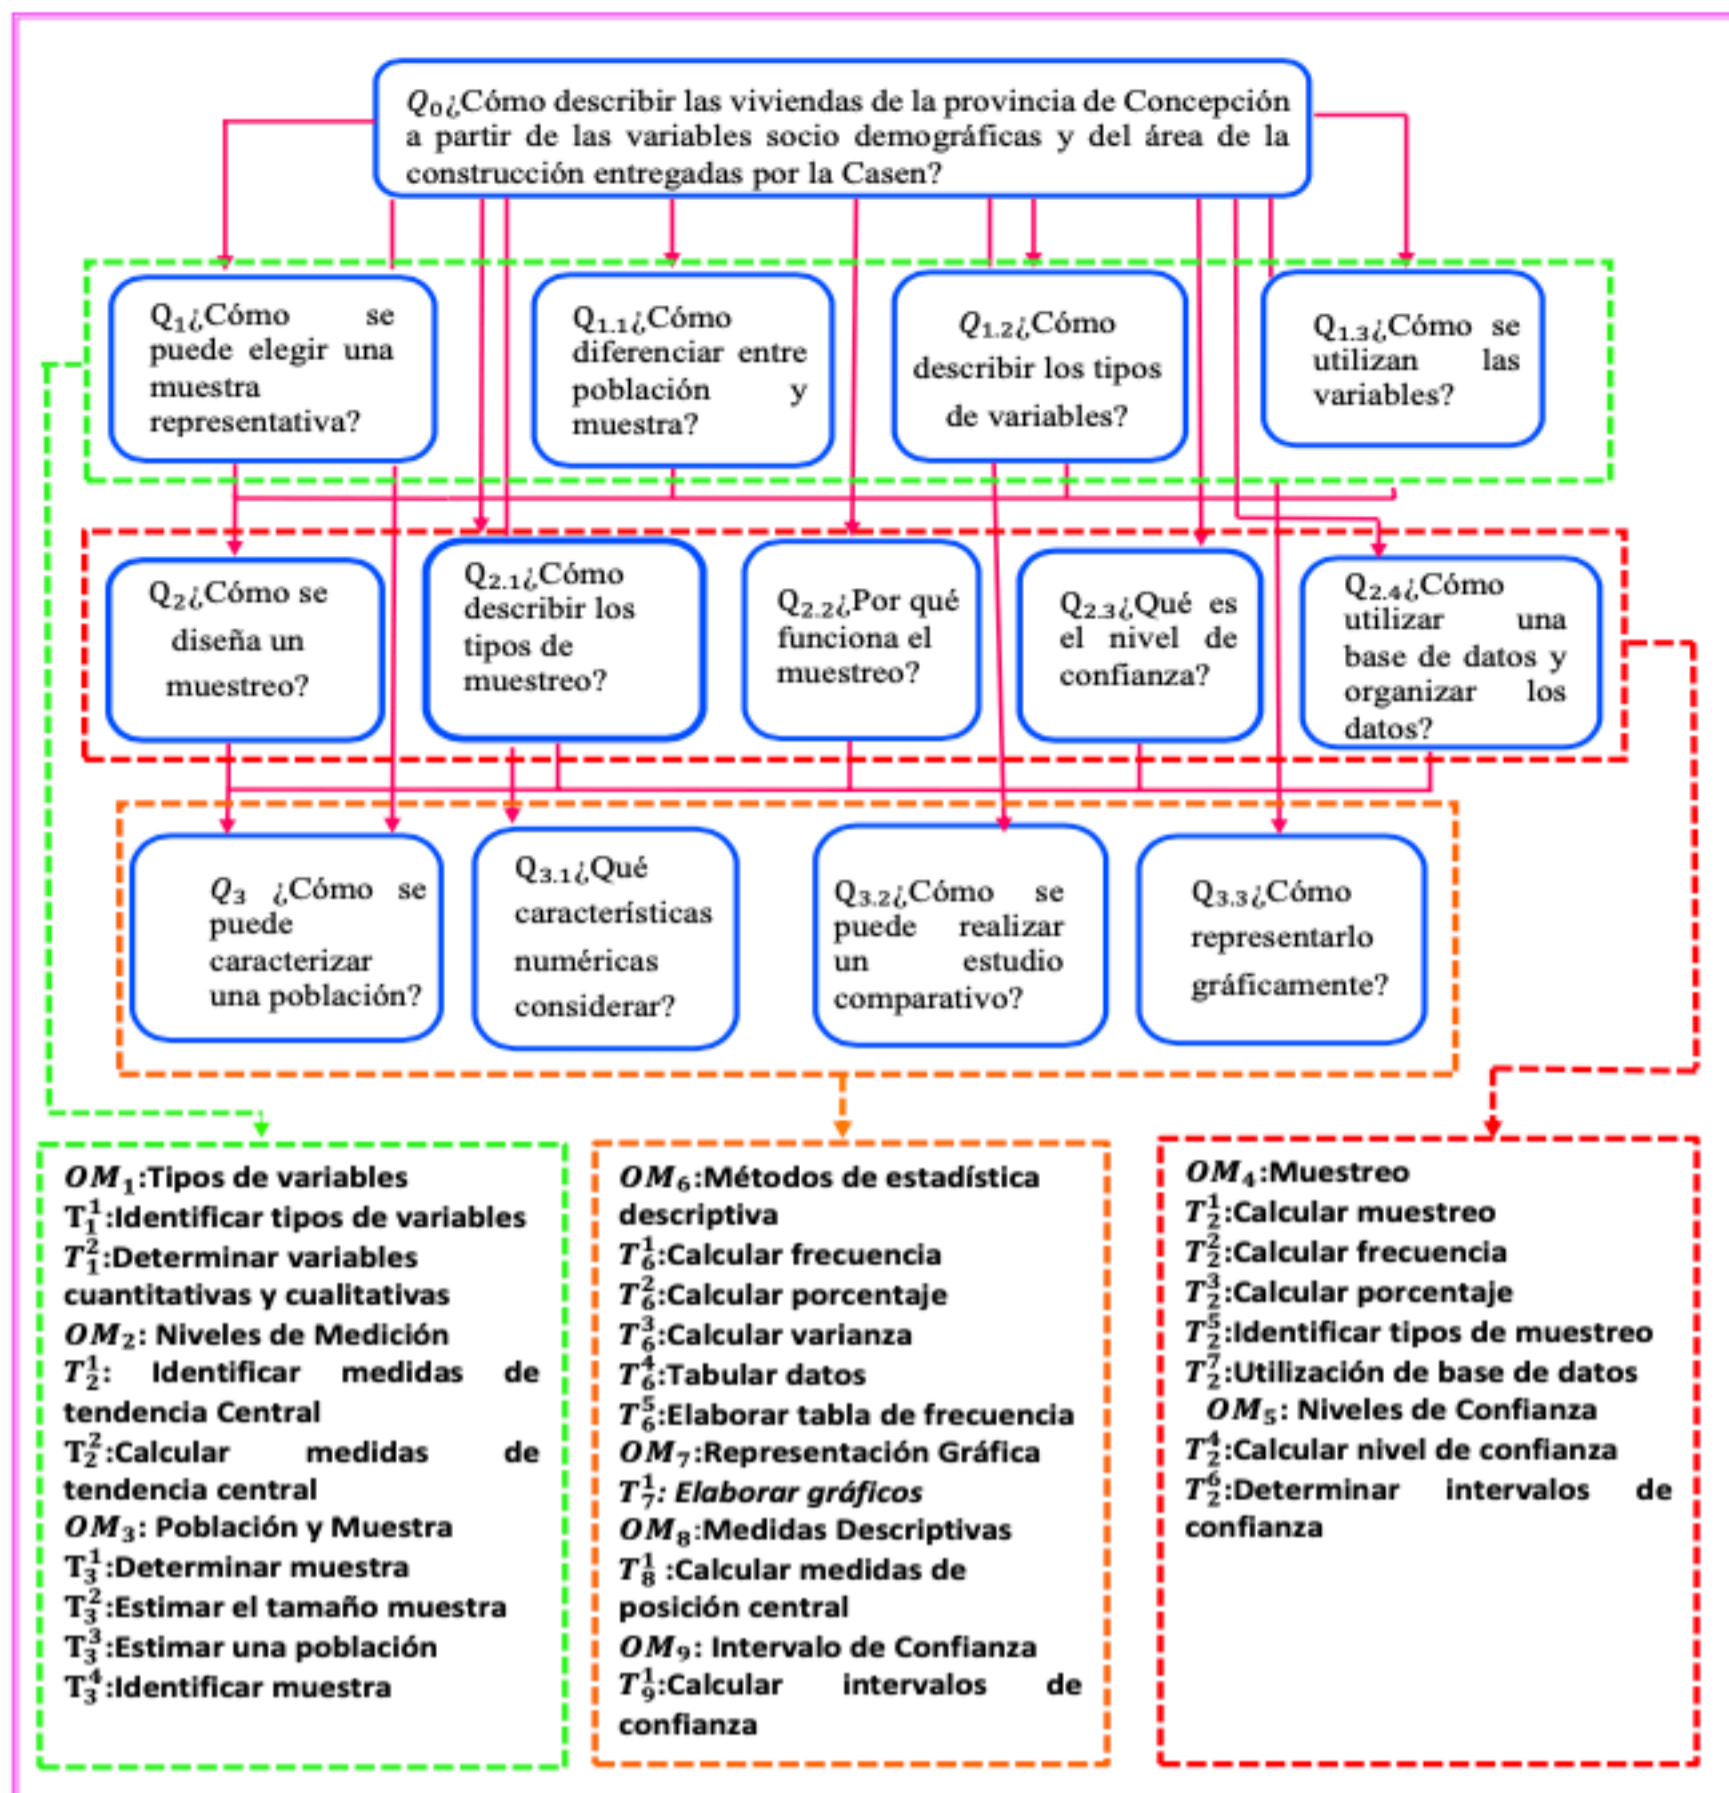 Q₀¿Cómo describir las viviendas de la provincia de Concepción
a partir de las variables socio demográficas y del área de la
construcción entregadas por la Casen?
Q₁¿Cómo se
puede elegir una
muestra
representativa?
Q₁.₁¿Cómo
diferenciar entre
población y
muestra?
Q₁.₂¿Cómo
describir los tipos
de variables?
Q₁.₃¿Cómo se
utilizan las
variables?
Q₂¿Cómo se
diseña un
muestreo?
Q₂.₁¿Cómo
describir los
tipos de
muestreo?
Q₂.₂¿Por qué
funciona el
muestreo?
Q₂.₃¿Qué es
el nivel de
confianza?
Q₂.₄¿Cómo
utilizar una
base de datos y
organizar los
datos?
Q₃ ¿Cómo se
puede
caracterizar
una población?
Q₃.₁¿Qué
características
numéricas
considerar?
Q₃.₂¿Cómo se
puede realizar
un estudio
comparativo?
Q₃.₃¿Cómo
representarlo
gráficamente?
OM₁:Tipos de variables
T₁¹:Identificar tipos de variables
T₁²:Determinar variables
cuantitativas y cualitativas
OM₂: Niveles de Medición
T₂¹: Identificar medidas de
tendencia Central
T₂²:Calcular medidas de
tendencia central
OM₃: Población y Muestra
T₃¹:Determinar muestra
T₃²:Estimar el tamaño muestra
T₃³:Estimar una población
T₃⁴:Identificar muestra
OM₆:Métodos de estadística
descriptiva
T₆¹:Calcular frecuencia
T₆²:Calcular porcentaje
T₆³:Calcular varianza
T₆⁴:Tabular datos
T₆⁵:Elaborar tabla de frecuencia
OM₇:Representación Gráfica
T₇¹: Elaborar gráficos
OM₈:Medidas Descriptivas
T₈¹:Calcular medidas de
posición central
OM₉: Intervalo de Confianza
T₉¹:Calcular intervalos de
confianza
OM₄:Muestreo
T₂¹:Calcular muestreo
T₂²:Calcular frecuencia
T₂³:Calcular porcentaje
T₂⁵:Identificar tipos de muestreo
T₂⁷:Utilización de base de datos
OM₅: Niveles de Confianza
T₂⁴:Calcular nivel de confianza
T₂⁶:Determinar intervalos de
confianza